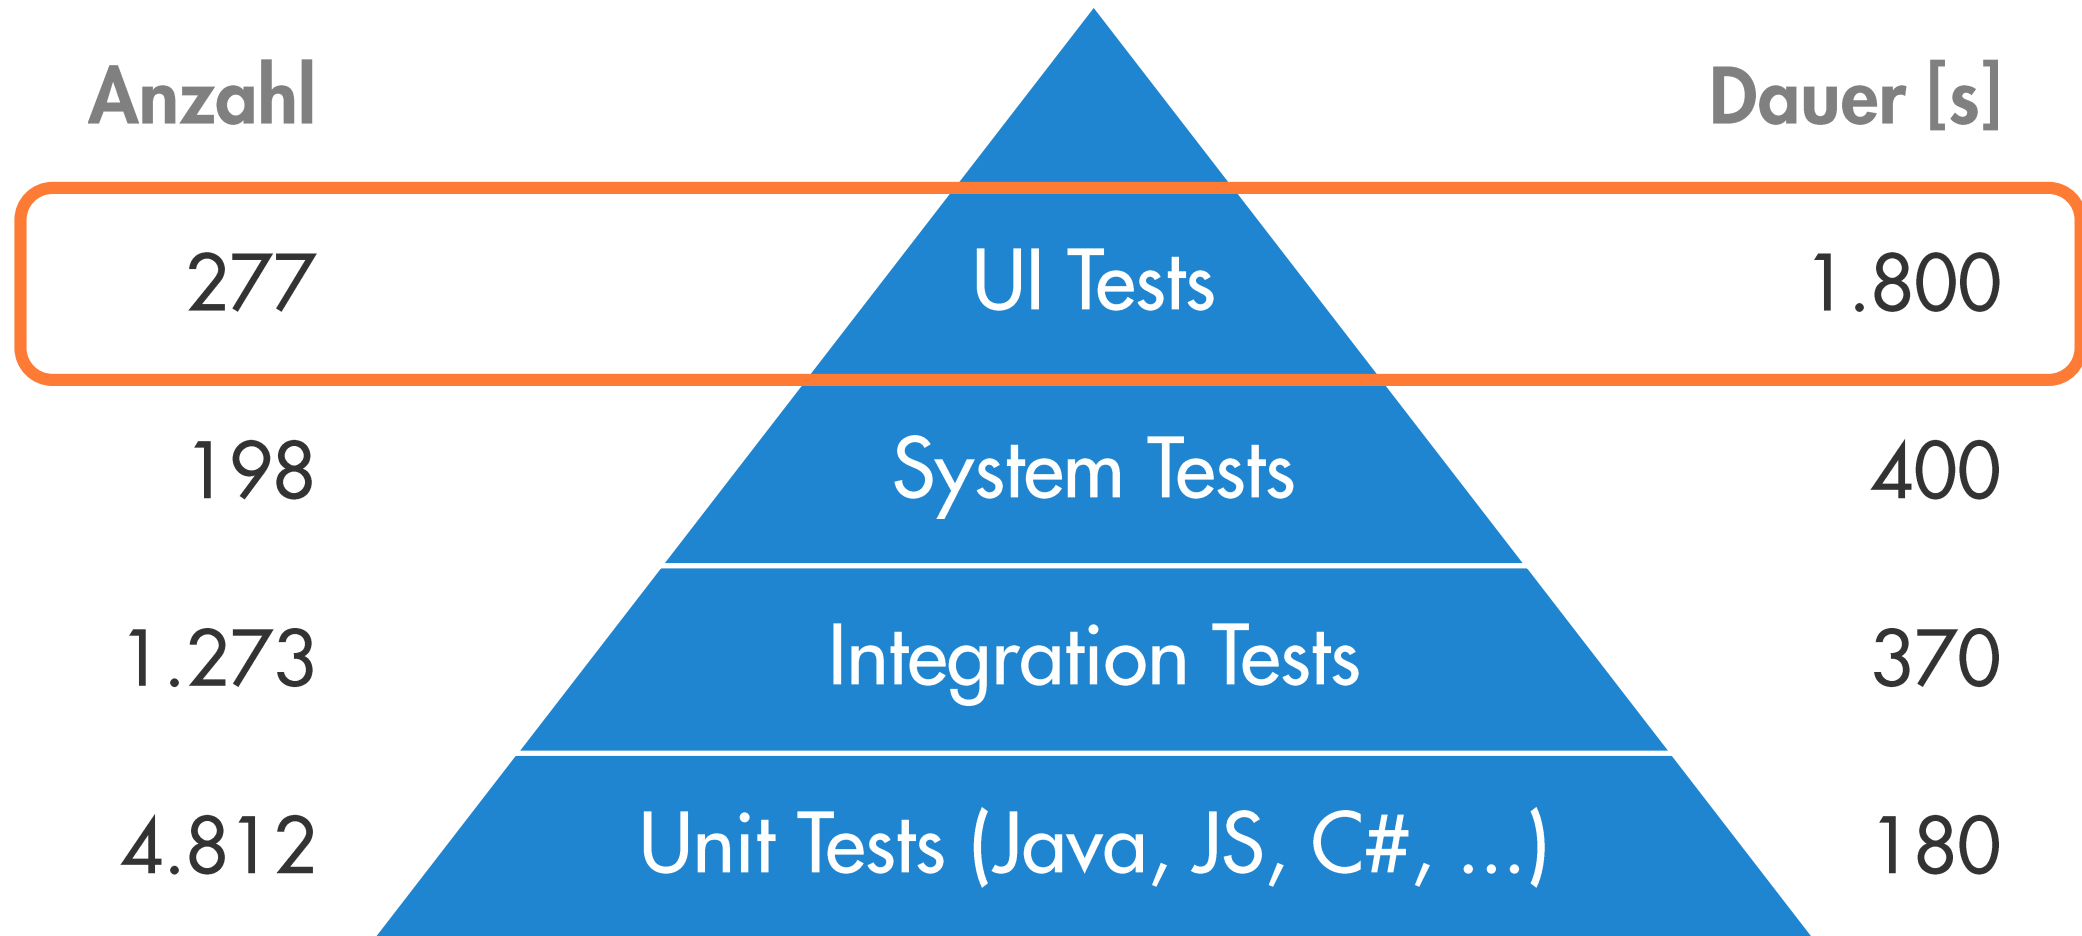 Anzahl Dauer [s]
277 UI Tests 1.800
198 System Tests 400
1.273 Integration Tests 370
4.812 Unit Tests (Java, JS, C#, ...) 180